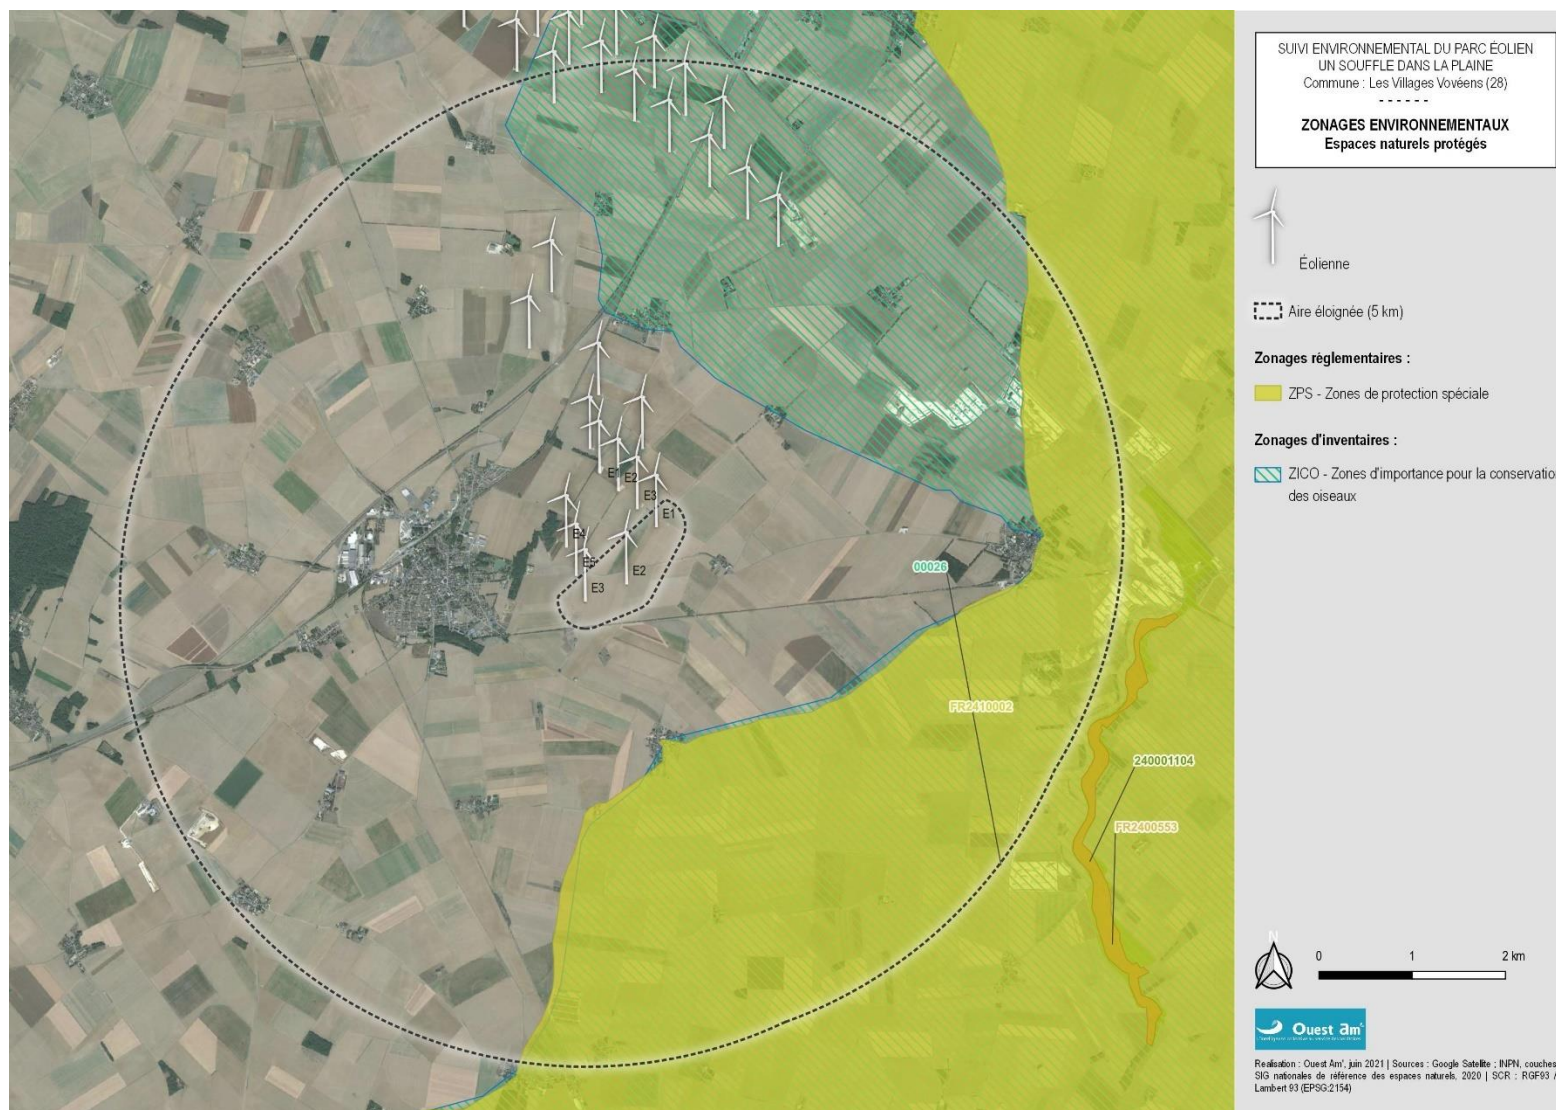 SUIVI ENVIRONNEMENTAL DU PARC ÉOLIEN
UN SOUFFLE DANS LA PLAINE
Commune : Les Villages Vovéens (28)
- - - - - -
ZONAGES ENVIRONNEMENTAUX
Espaces naturels protégés
Éolienne
Aire éloignée (5 km)
Zonages règlementaires :
ZPS - Zones de protection spéciale
Zonages d'inventaires :
ZICO - Zones d'importance pour la conservatio
des oiseaux
E1
E2
E3
E1
E4
E5
E2
E3
00026
FR2410002
240001104
FR2400553
N
0 1 2 km
Ouest am'
Realisation : Ouest Am', juin 2021 | Sources : Google Satellite ; INPN, couches
SIG nationales de référence des espaces naturels, 2020 | SCR : RGF93 /
Lambert 93 (EPSG:2154)